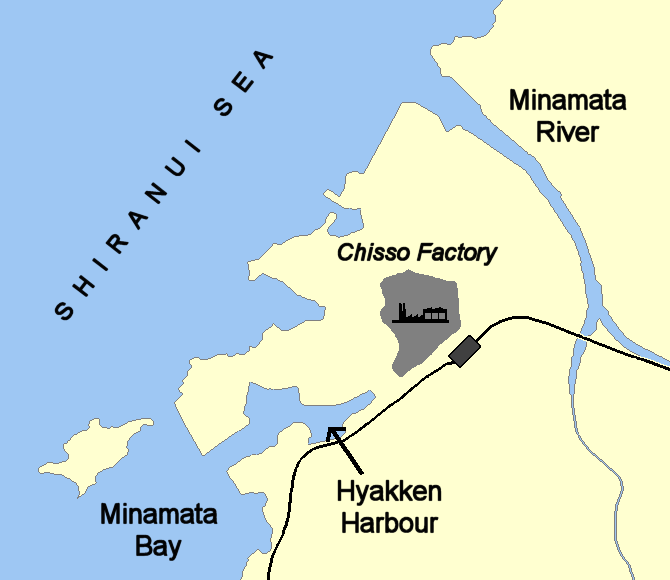 SHIRANUI SEA
Minamata
River
Chisso Factory
Hyakken
Harbour
Minamata
Bay